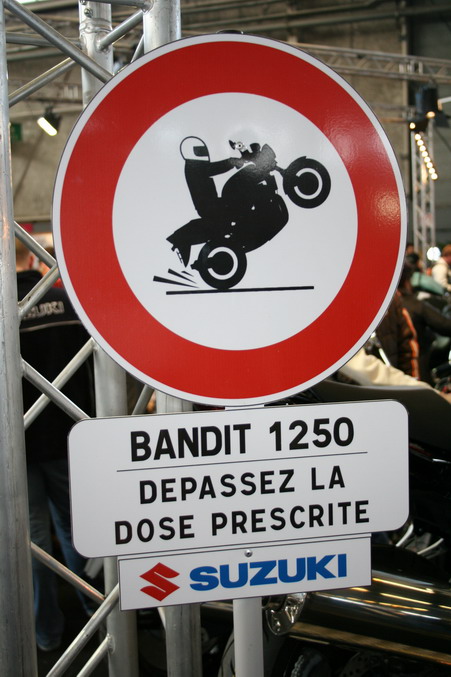 BANDIT 1250
DEPASSEZ LA
DOSE PRESCRITE
SUZUKI